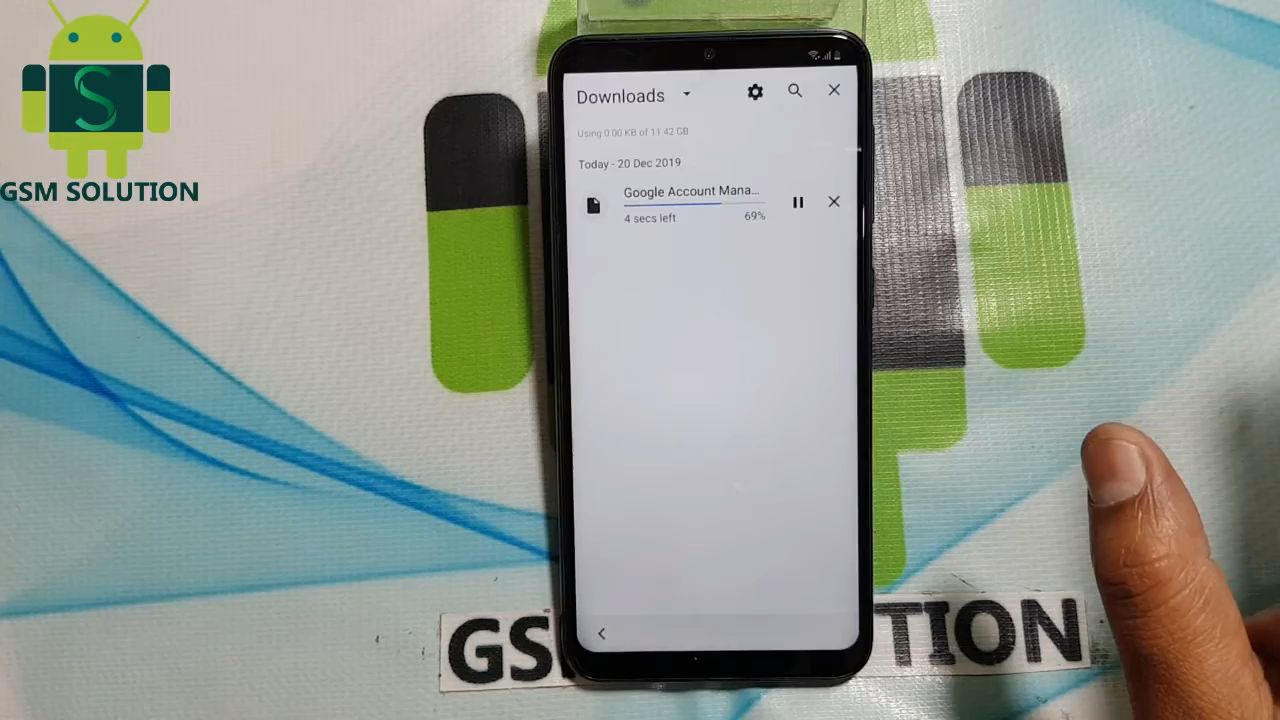 GSM SOLUTION
Downloads
Using 0.00 KB of 11.42 GB
Today - 20 Dec 2019
Google Account Mana...
4 secs left
69%
GS
TION